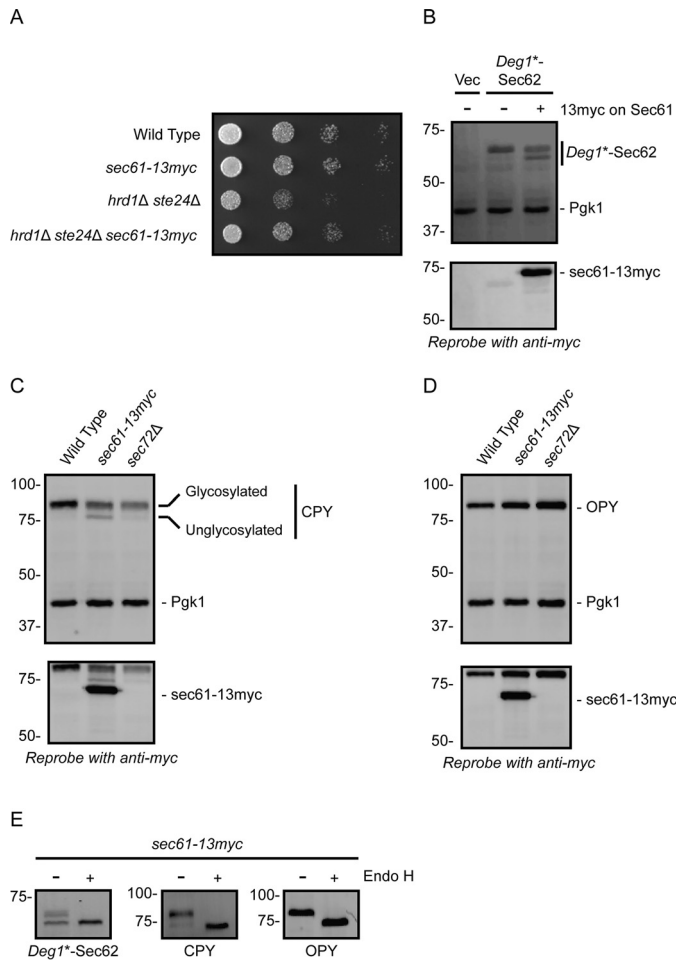 A
Wild Type
sec61-13myc
hrd1Δ ste24Δ
hrd1Δ ste24Δ sec61-13myc
B
Deg1*-
Sec62
Vec
- - + 13myc on Sec61
75-
Deg1*-Sec62
50-
- Pgk1
37-
75-
- sec61-13myc
50-
Reprobe with anti-myc
C
Wild Type
sec61-13myc
sec72Δ
100-
Glycosylated
CPY
75-
Unglycosylated
50-
- Pgk1
37-
75-
- sec61-13myc
50-
Reprobe with anti-myc
D
Wild Type
sec61-13myc
sec72Δ
100-
- OPY
75-
50-
- Pgk1
37-
75-
- sec61-13myc
50-
Reprobe with anti-myc
E
sec61-13myc
- + - + - + Endo H
75-
100-
75-
100-
75-
Deg1*-Sec62
CPY
OPY